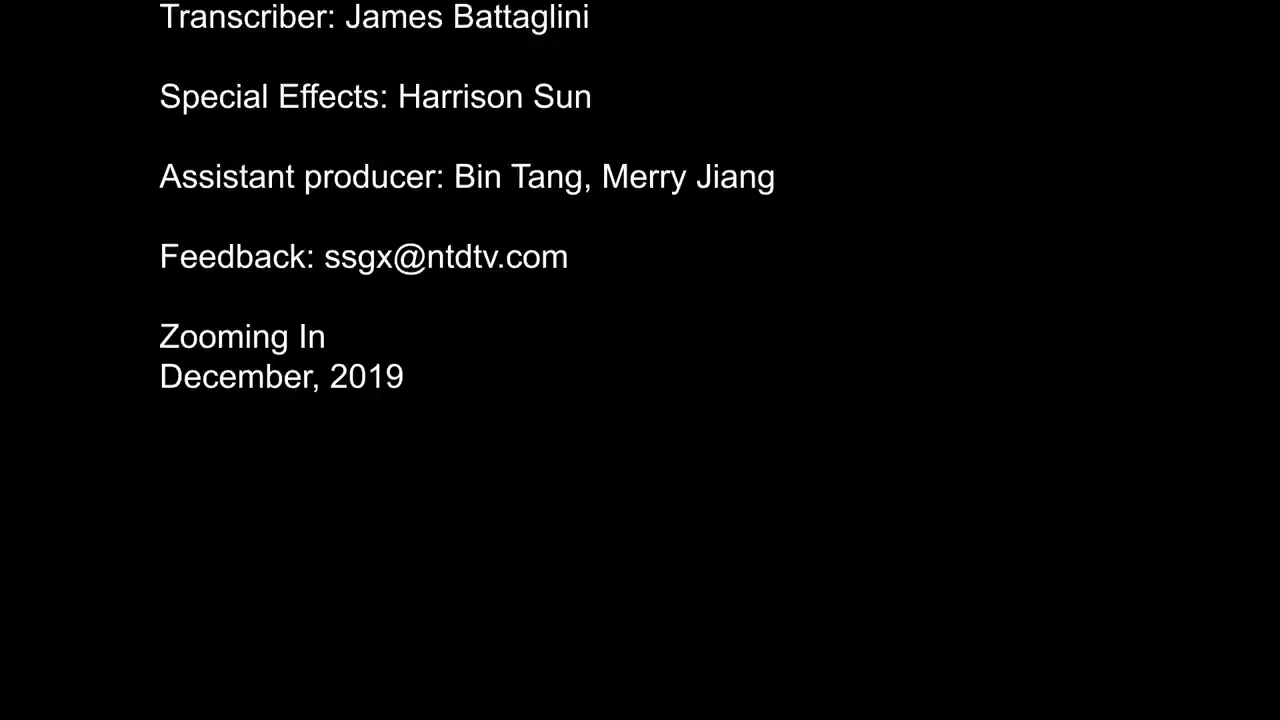 Transcriber: James Battaglini
Special Effects: Harrison Sun
Assistant producer: Bin Tang, Merry Jiang
Feedback: ssgx@ntdtv.com
Zooming In
December, 2019